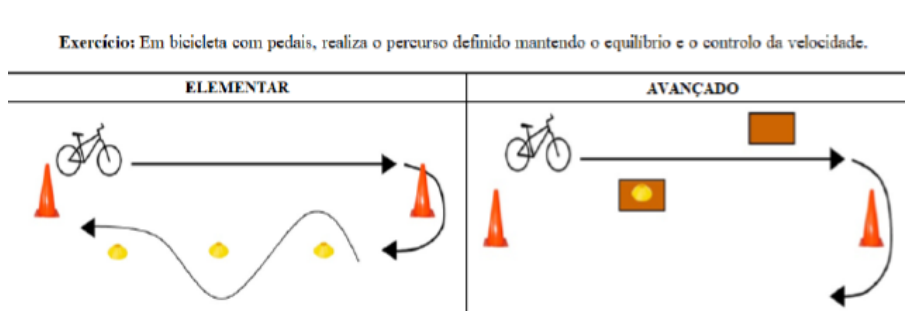 Exercício: Em bicicleta com pedais, realiza o percurso definido mantendo o equilíbrio e o controlo da velocidade.
ELEMENTAR
AVANÇADO